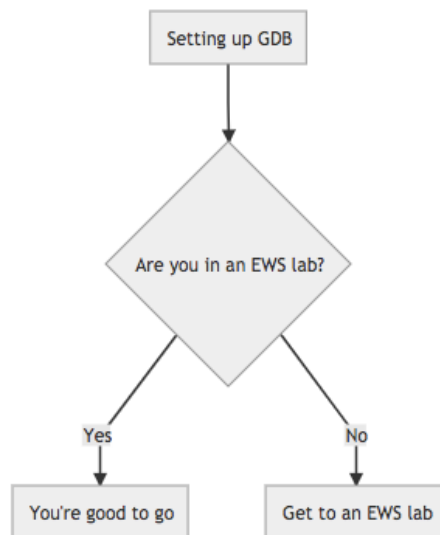 Setting up GDB
Are you in an EWS lab?
Yes
No
You're good to go
Get to an EWS lab